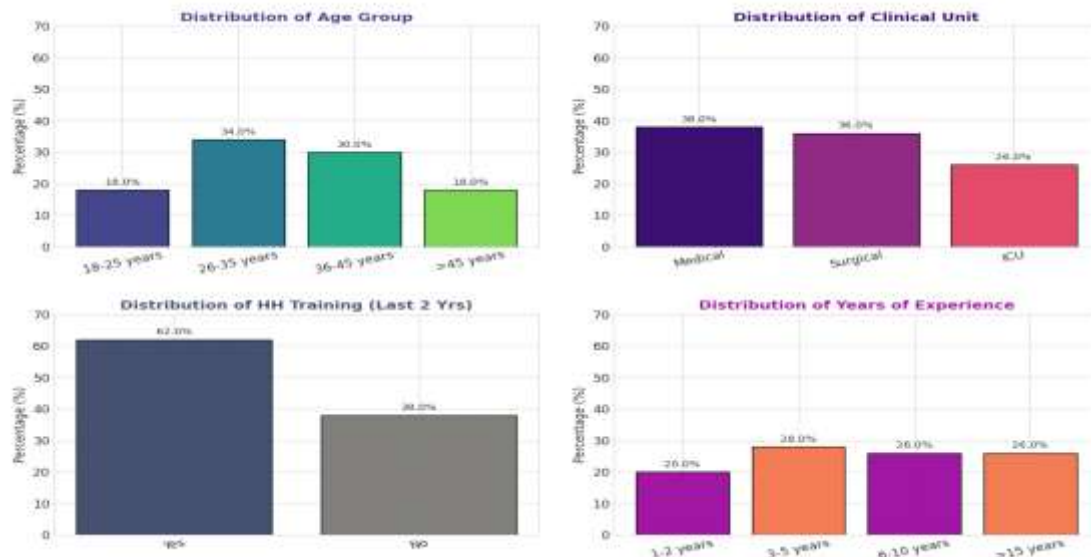 Distribution of Age Group
Percentage (%)
70
60
50
40
30
20
10
0
18.0%
34.0%
30.0%
18.0%
18-25 years
26-35 years
36-45 years
>45 years
Distribution of Clinical Unit
Percentage (%)
70
60
50
40
30
20
10
0
38.0%
36.0%
26.0%
Medical
Surgical
ICU
Distribution of HH Training (Last 2 Yrs)
Percentage (%)
70
60
50
40
30
20
10
0
62.0%
38.0%
Yes
No
Distribution of Years of Experience
Percentage (%)
70
60
50
40
30
20
10
0
20.0%
28.0%
26.0%
26.0%
1-2 years
3-5 years
6-10 years
years